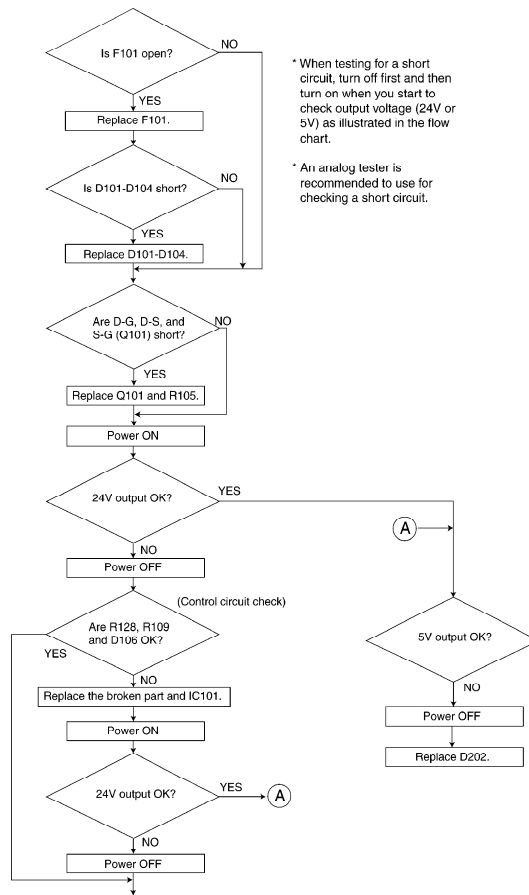 Is F101 open?
NO
YES
Replace F101.
Is D101-D104 short?
NO
YES
Replace D101-D104.
Are D-G, D-S, and
S-G (Q101) short?
NO
YES
Replace Q101 and R105.
Power ON
24V output OK?
YES
NO
Power OFF
(Control circuit check)
Are R128, R109
and D106 OK?
YES
NO
Replace the broken part and IC101.
Power ON
24V output OK?
YES
A
NO
Power OFF
* When testing for a short
circuit, turn off first and then
turn on when you start to
check output voltage (24V or
5V) as illustrated in the flow
chart.
* An analog tester is
recommended to use for
checking a short circuit.
A
5V output OK?
NO
Power OFF
Replace D202.